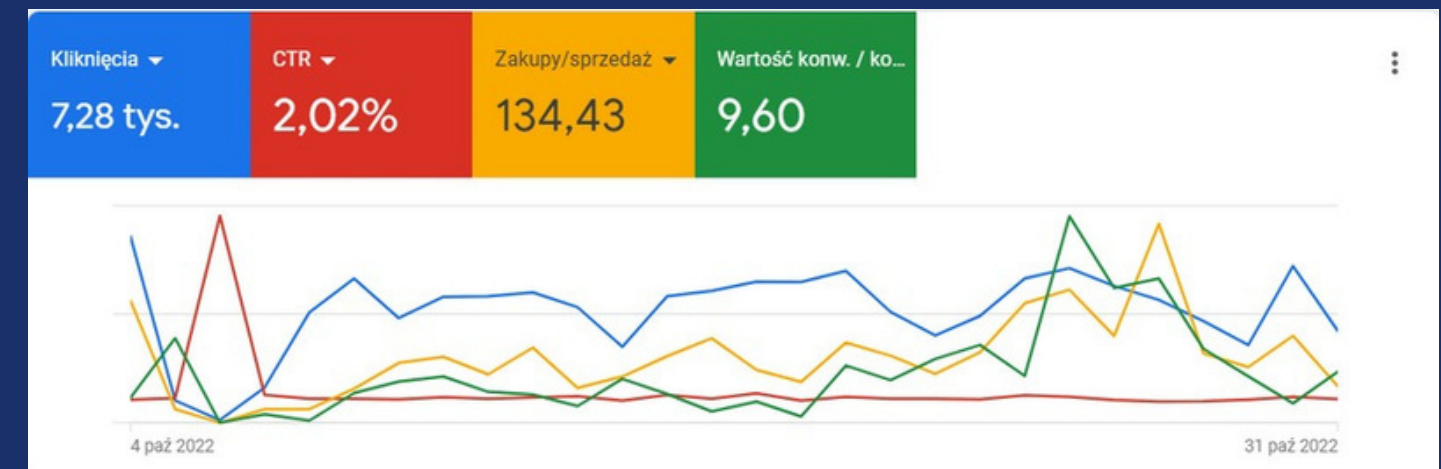 Kliknięcia
7,28 tys.
CTR
2,02%
Zakupy/sprzedaż
134,43
Wartość konw. / ko...
9,60
4 paź 2022
31 paź 2022